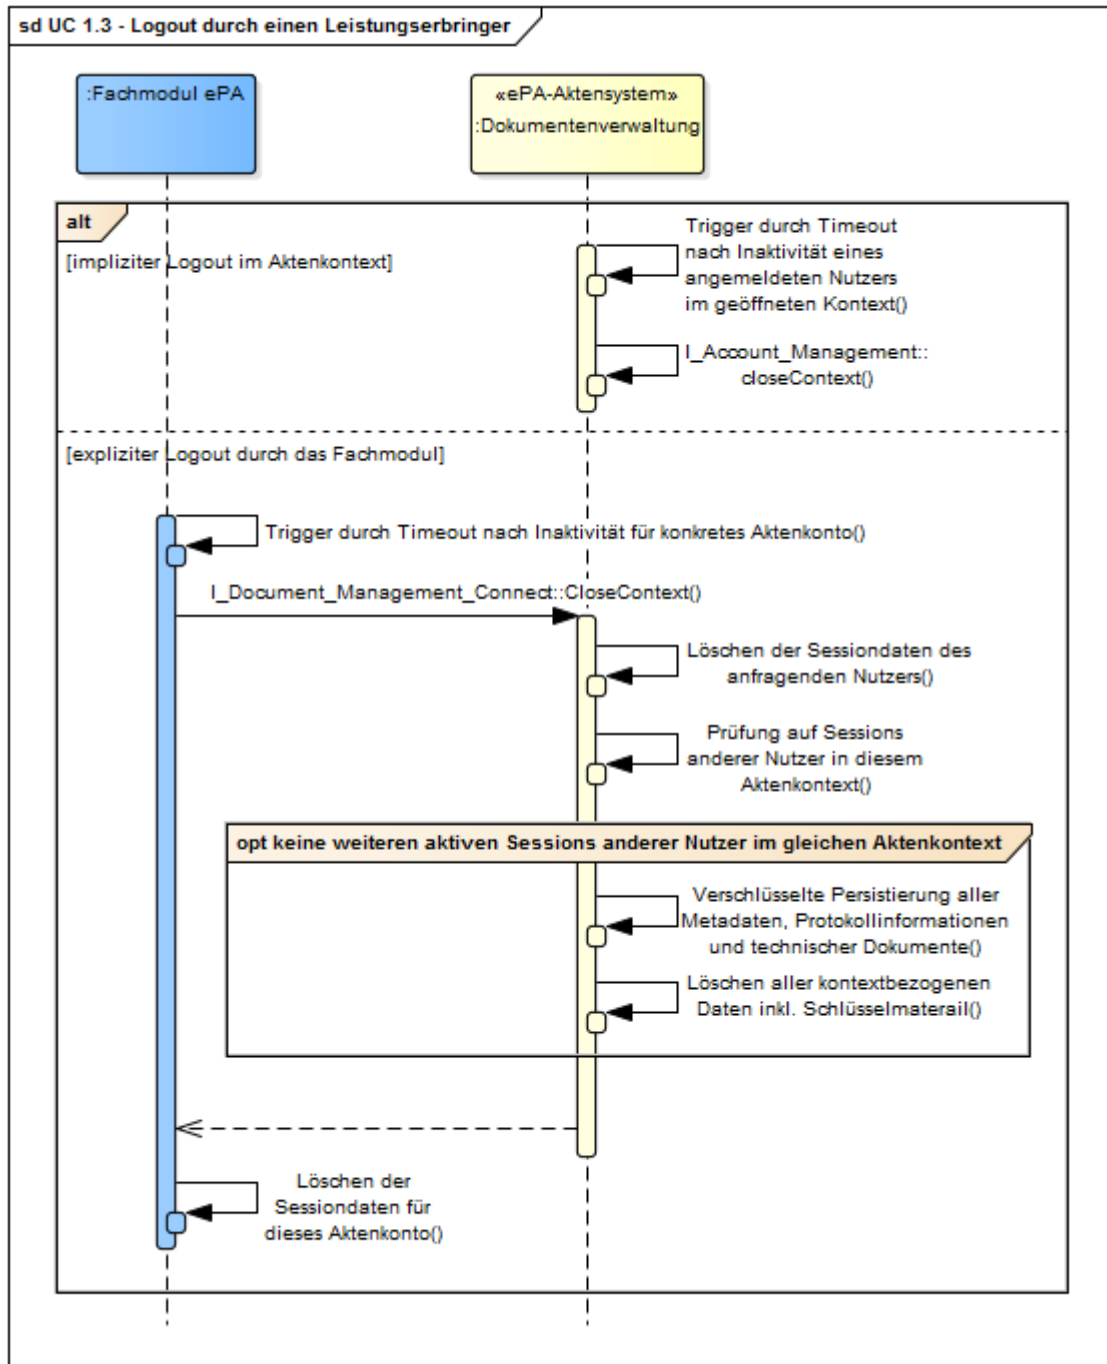 sd UC 1.3 - Logout durch einen Leistungserbringer
:Fachmodul ePA
«ePA-Aktensystem»
:Dokumentenverwaltung
alt
[impliziter Logout im Aktenkontext]
Trigger durch Timeout
nach Inaktivität eines
angemeldeten Nutzers
im geöffneten Kontext()
I_Account_Management::
closeContext()
[expliziter Logout durch das Fachmodul]
Trigger durch Timeout nach Inaktivität für konkretes Aktenkonto()
I_Document_Management_Connect::CloseContext()
Löschen der Sessiondaten des
anfragenden Nutzers()
Prüfung auf Sessions
anderer Nutzer in diesem
Aktenkontext()
opt keine weiteren aktiven Sessions anderer Nutzer im gleichen Aktenkontext
Verschlüsselte Persistierung aller
Metadaten, Protokollinformationen
und technischer Dokumente()
Löschen aller kontextbezogenen
Daten inkl. Schlüsselmaterail()
Löschen der
Sessiondaten für
dieses Aktenkonto()